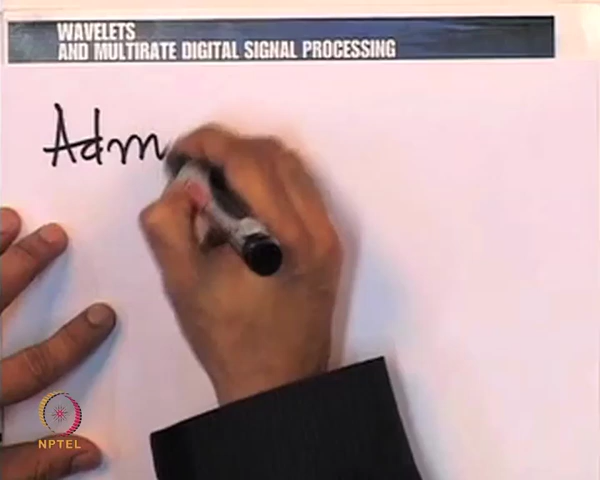 WAVELETS
AND MULTIRATE DIGITAL SIGNAL PROCESSING
Adm
NPTEL